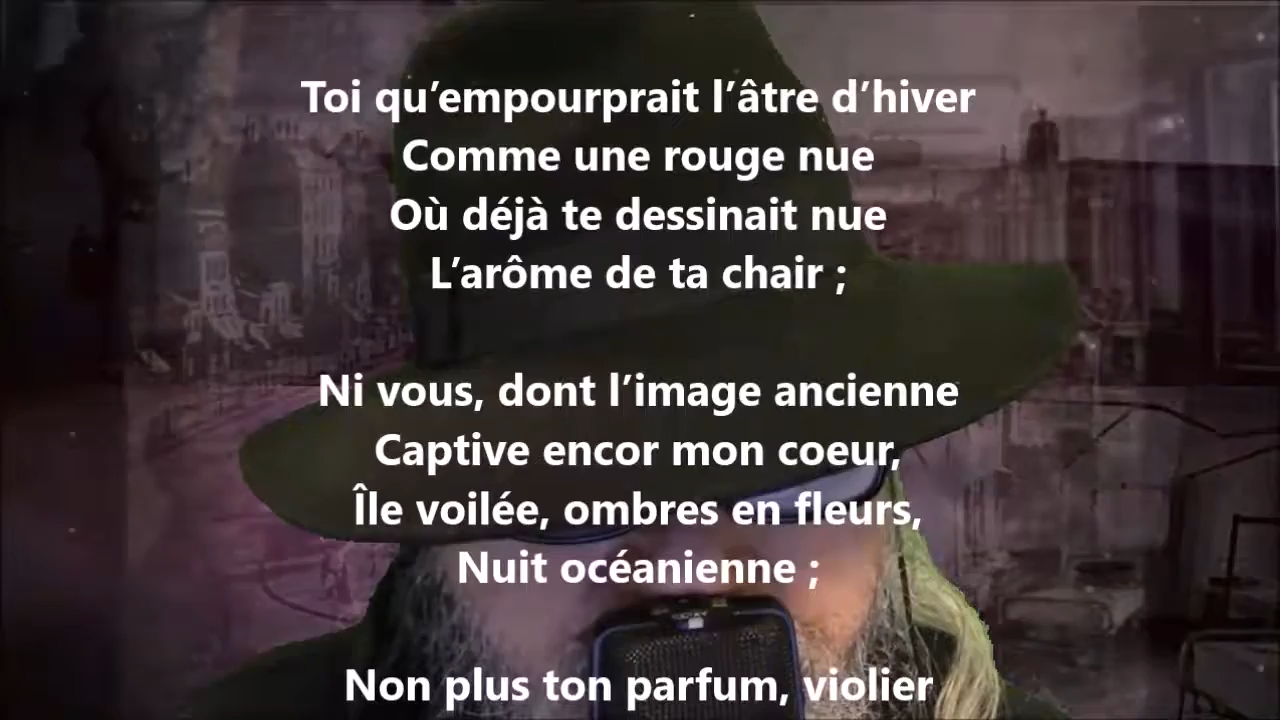 Toi qu’empourprait l’âtre d’hiver
Comme une rouge nue
Où déjà te dessinait nue
L’arôme de ta chair ;
Ni vous, dont l’image ancienne
Captive encor mon coeur,
Île voilée, ombres en fleurs,
Nuit océanienne ;
Non plus ton parfum, violier